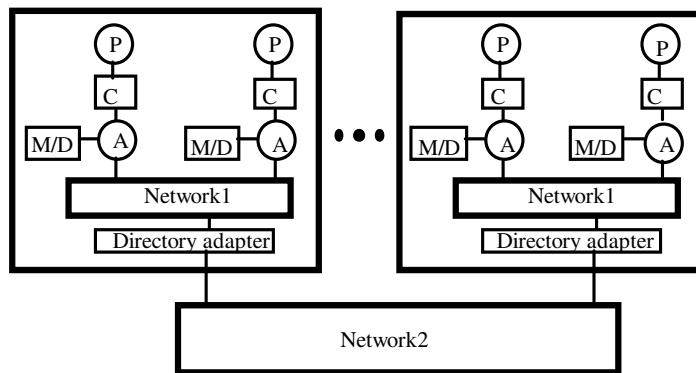 P P P P
C C C C
M/D A M/D A M/D A M/D A
Network1 Network1
Directory adapter Directory adapter
Network2